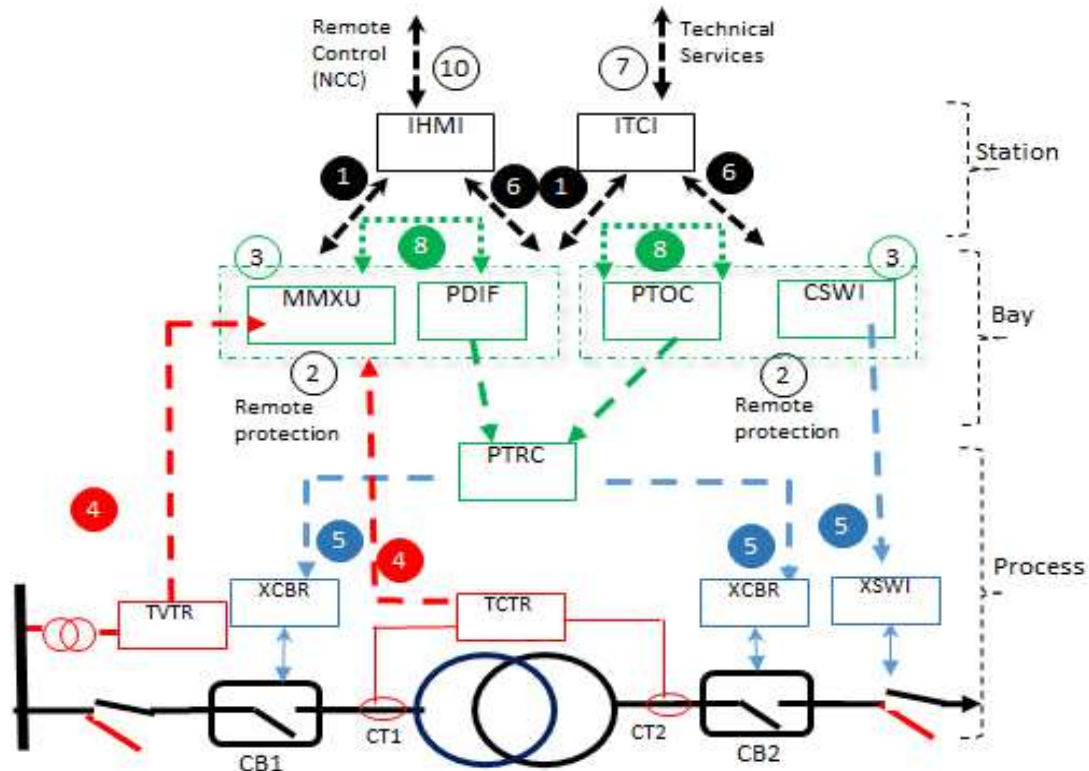 Remote
Control
(NCC)
10
7
Technical
Services
IHMI
ITCI
Station
1
6
1
6
3
8
8
3
MMXU
PDIF
PTOC
CSWI
Bay
2
Remote
protection
2
Remote
protection
PTRC
4
5
4
5
5
Process
TVTR
XCBR
TCTR
XCBR
XSWI
CT1
CT2
CB1
CB2